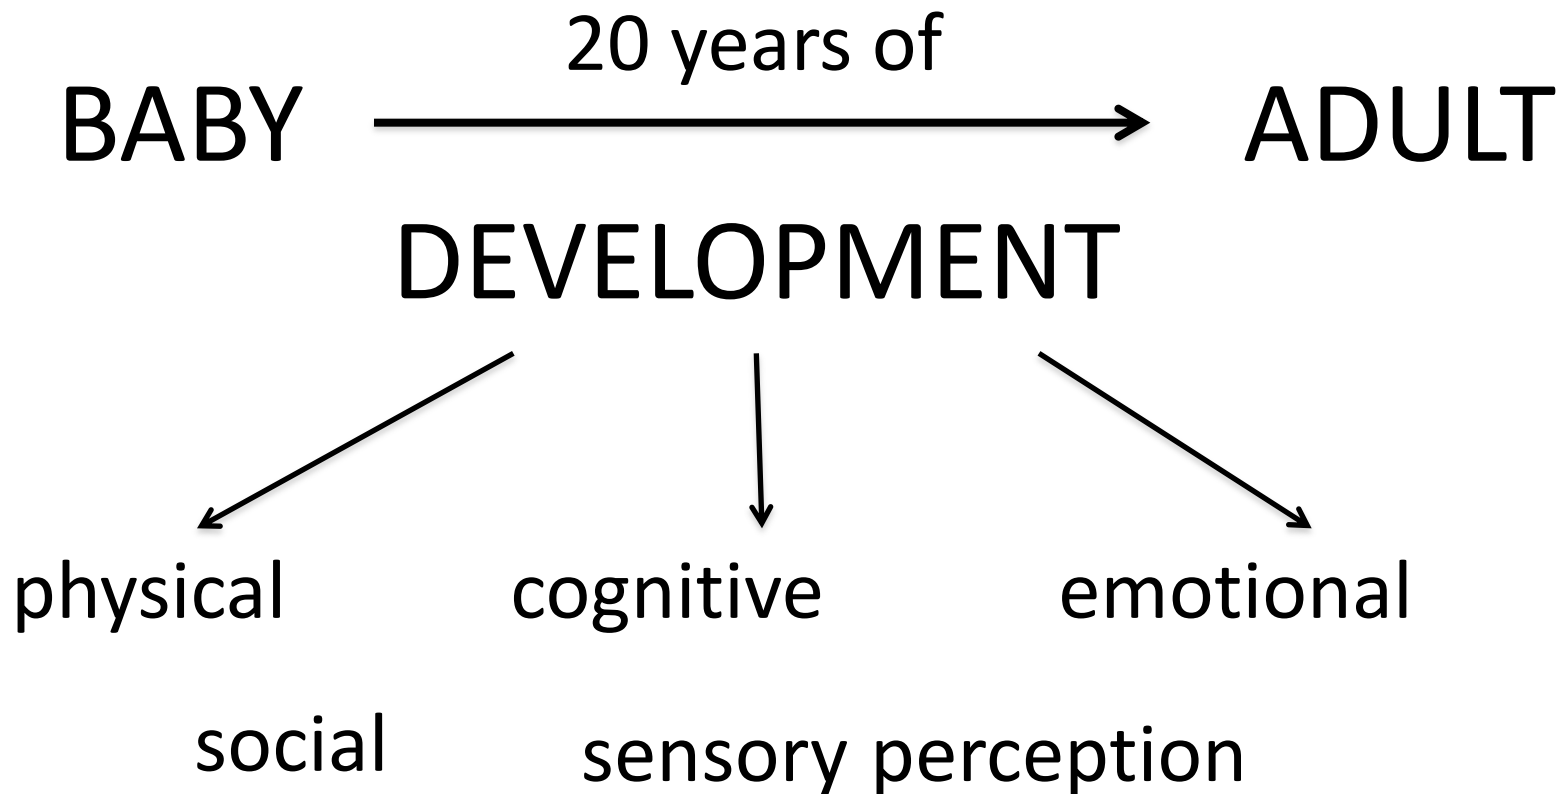 20 years of
BABY ADULT
DEVELOPMENT
physical cognitive emotional
social sensory perception